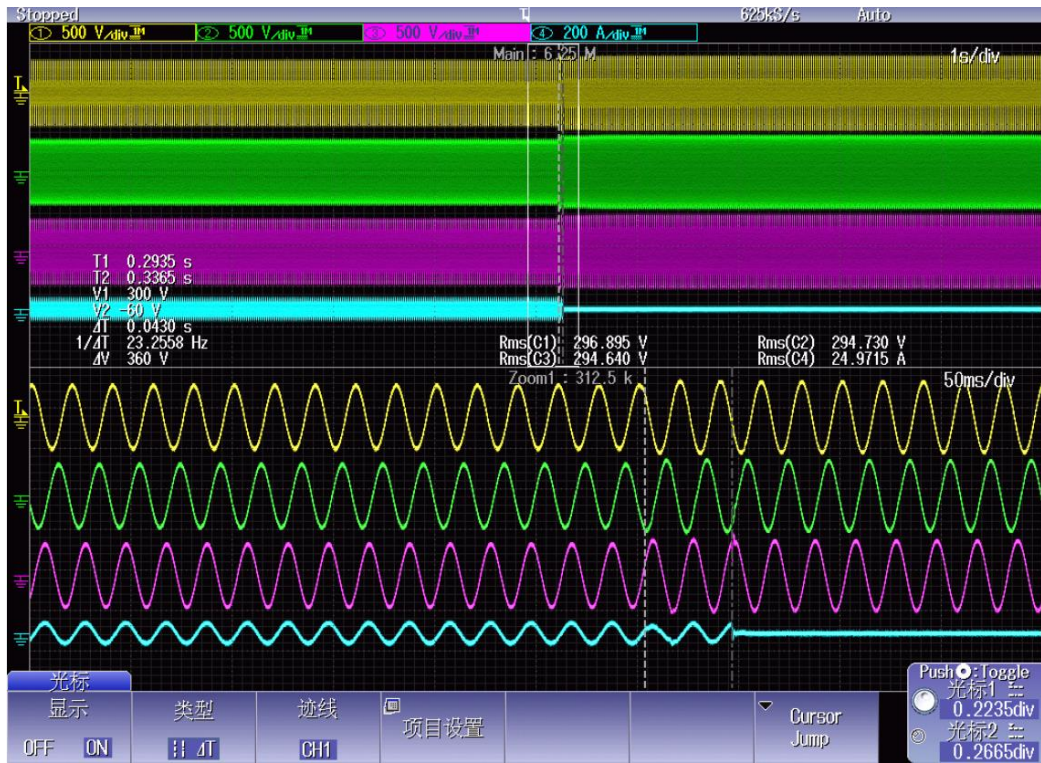 Stopped 625kS/s Auto
① 500 V/div 1M ② 500 V/div 1M ③ 500 V/div 1M ④ 200 A/div 1M
Main : 6.25 M 1s/div
T1 0.2935 s
T2 0.3365 s
V1 300 V
V2 -60 V
ΔT 0.0430 s
1/ΔT 23.2558 Hz Rms(C1) 296.895 V Rms(C2) 294.730 V
ΔV 360 V Rms(C3) 294.640 V Rms(C4) 24.9715 A
Zoom1 : 312.5 k 50ms/div
光标
显示 类型 迹线 项目设置 Cursor Jump
OFF ON ΔT CH1
Push :Toggle
光标1
0.2235div
光标2
0.2665div